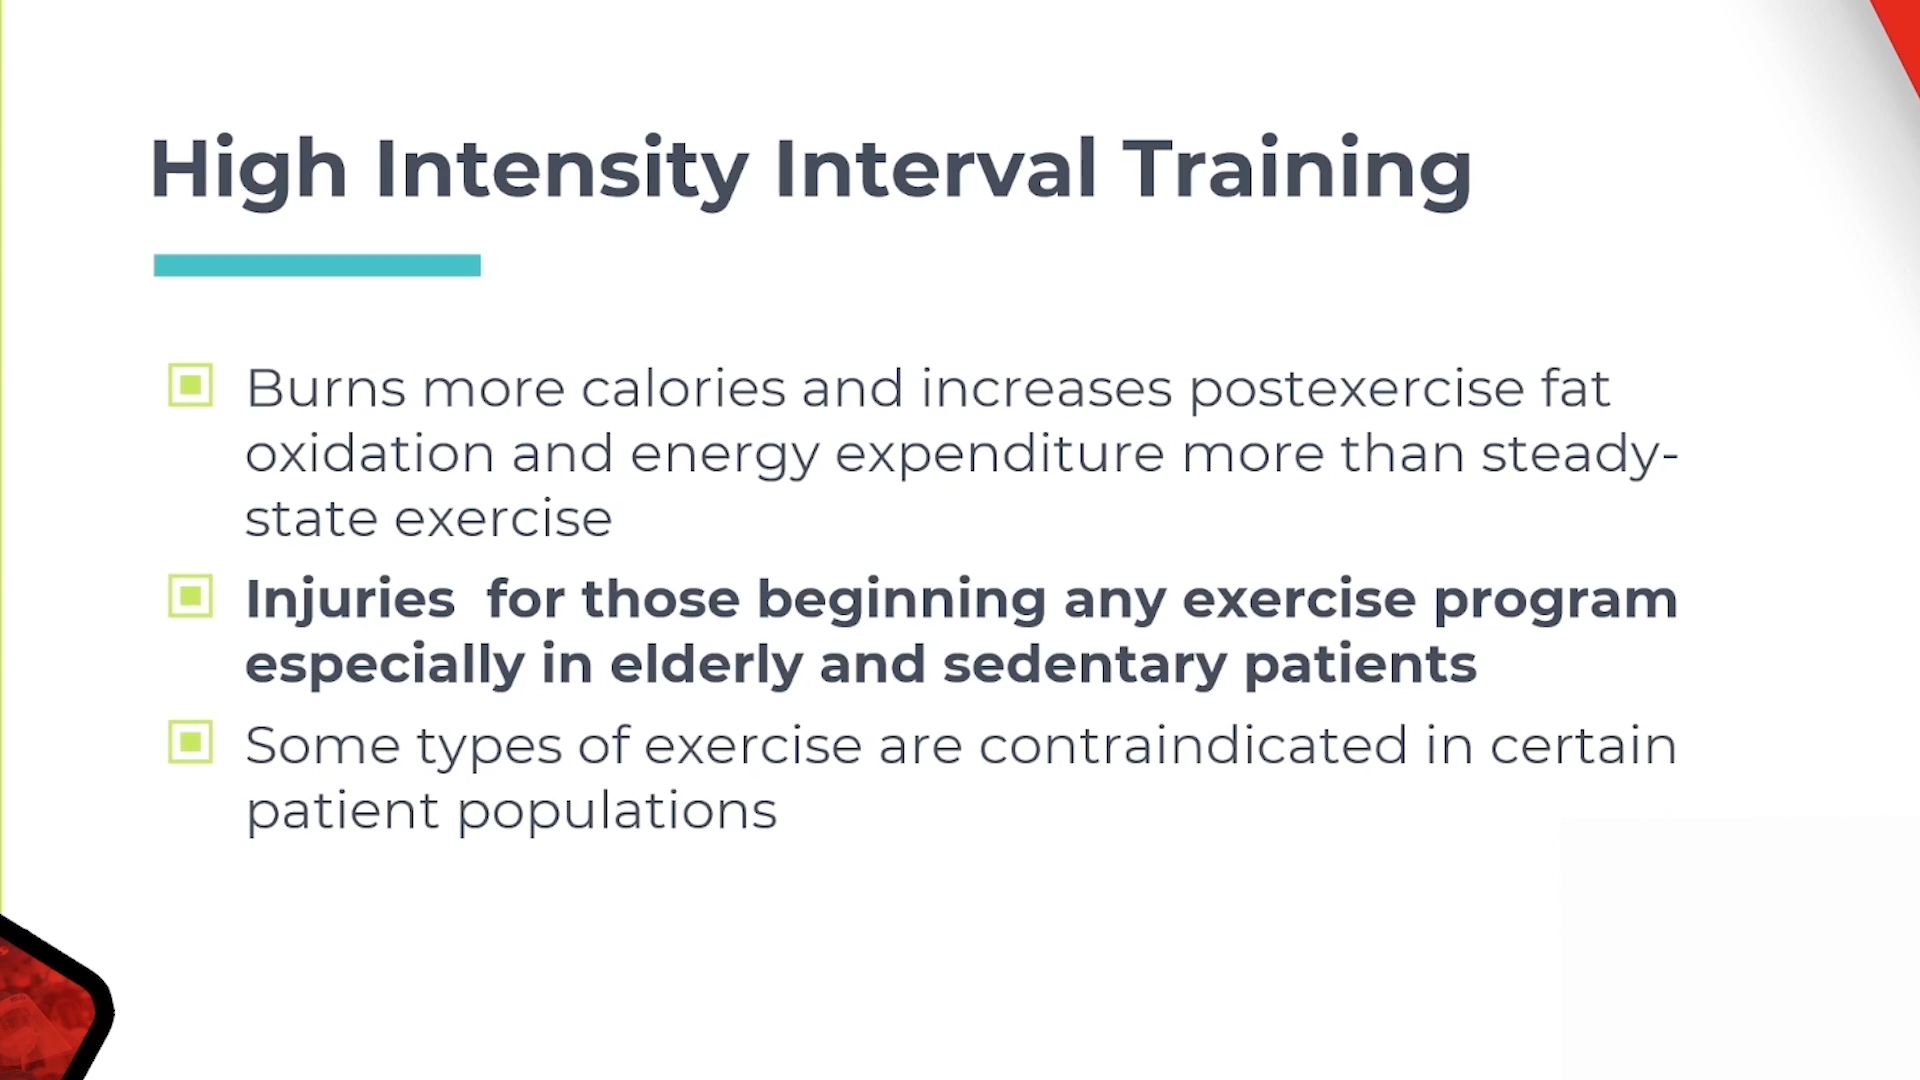 High Intensity Interval Training
Burns more calories and increases postexercise fat
oxidation and energy expenditure more than steady-
state exercise
Injuries  for those beginning any exercise program
especially in elderly and sedentary patients
Some types of exercise are contraindicated in certain
patient populations